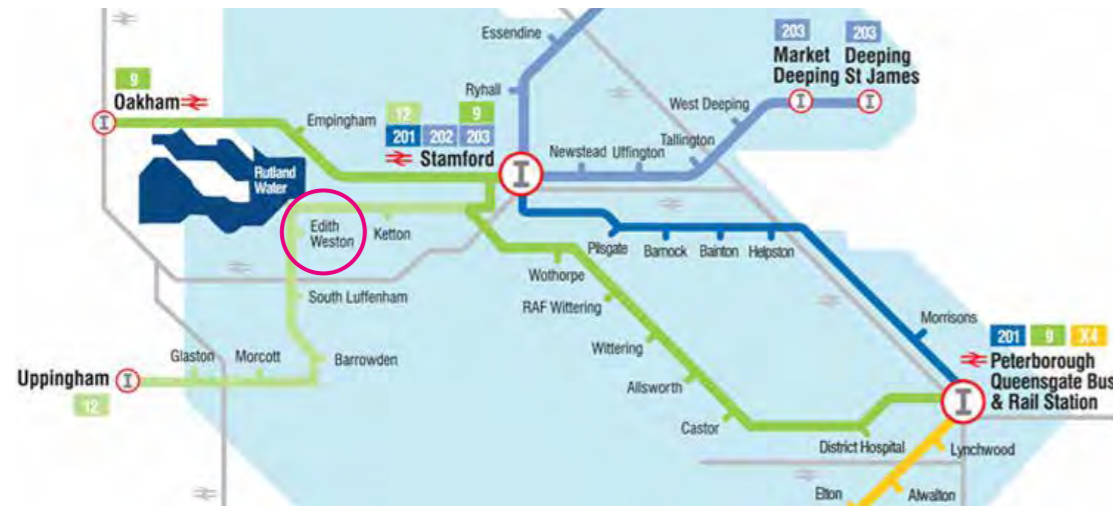 Essendine
203
203
Market
Deeping
Deeping
St James
9
Oakham
Ryhall
West Deeping
Empingham
12
9
201
202
203
Stamford
Tallington
Newstead
Uffington
Rutland
Water
Edith
Weston
Ketton
Pilsgate
Barnock
Bainton
Helpston
Wothorpe
South Luffenham
RAF Wittering
Morrisons
201
9
X4
Glaston
Morcott
Barrowden
Wittering
Peterborough
Queensgate Bus
& Rail Station
Uppingham
12
Ailsworth
Castor
District Hospital
Lynchwood
Elton
Alwalton